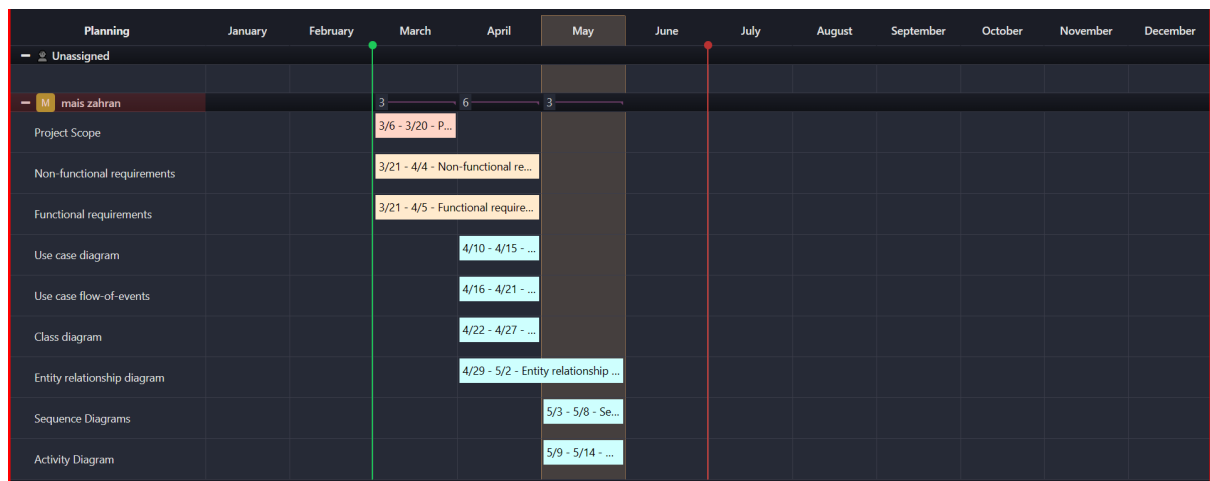 Planning January February March April May June July August September October November December
Unassigned
M mais zahran 3 6 3
Project Scope 3/6 - 3/20 - P...
Non-functional requirements 3/21 - 4/4 - Non-functional re...
Functional requirements 3/21 - 4/5 - Functional require...
Use case diagram 4/10 - 4/15 - ...
Use case flow-of-events 4/16 - 4/21 - ...
Class diagram 4/22 - 4/27 - ...
Entity relationship diagram 4/29 - 5/2 - Entity relationship ...
Sequence Diagrams 5/3 - 5/8 - Se...
Activity Diagram 5/9 - 5/14 - ...